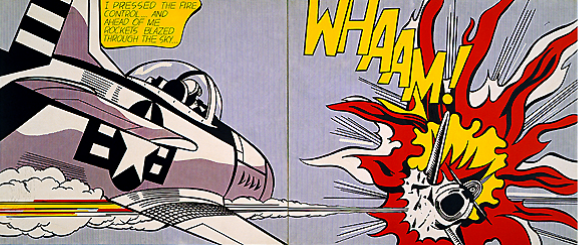 I PRESSED THE FIRE
CONTROL... AND
AHEAD OF ME
ROCKETS BLAZED
THROUGH THE SKY...
WHAAM!